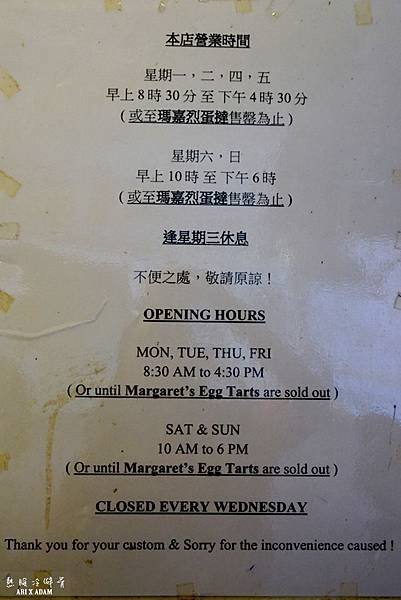 本店營業時間
星期一，二，四，五
早上 8 時 30 分 至 下午 4 時 30 分
( 或至瑪嘉烈蛋撻售罄為止 )
星期六，日
早上 10 時 至 下午 6 時
( 或至瑪嘉烈蛋撻售罄為止 )
逢星期三休息
不便之處，敬請原諒！
OPENING HOURS
MON, TUE, THU, FRI
8:30 AM to 4:30 PM
( Or until Margaret's Egg Tarts are sold out )
SAT & SUN
10 AM to 6 PM
( Or until Margaret's Egg Tarts are sold out )
CLOSED EVERY WEDNESDAY
Thank you for your custom & Sorry for the inconvenience caused !
ARI X ADAM